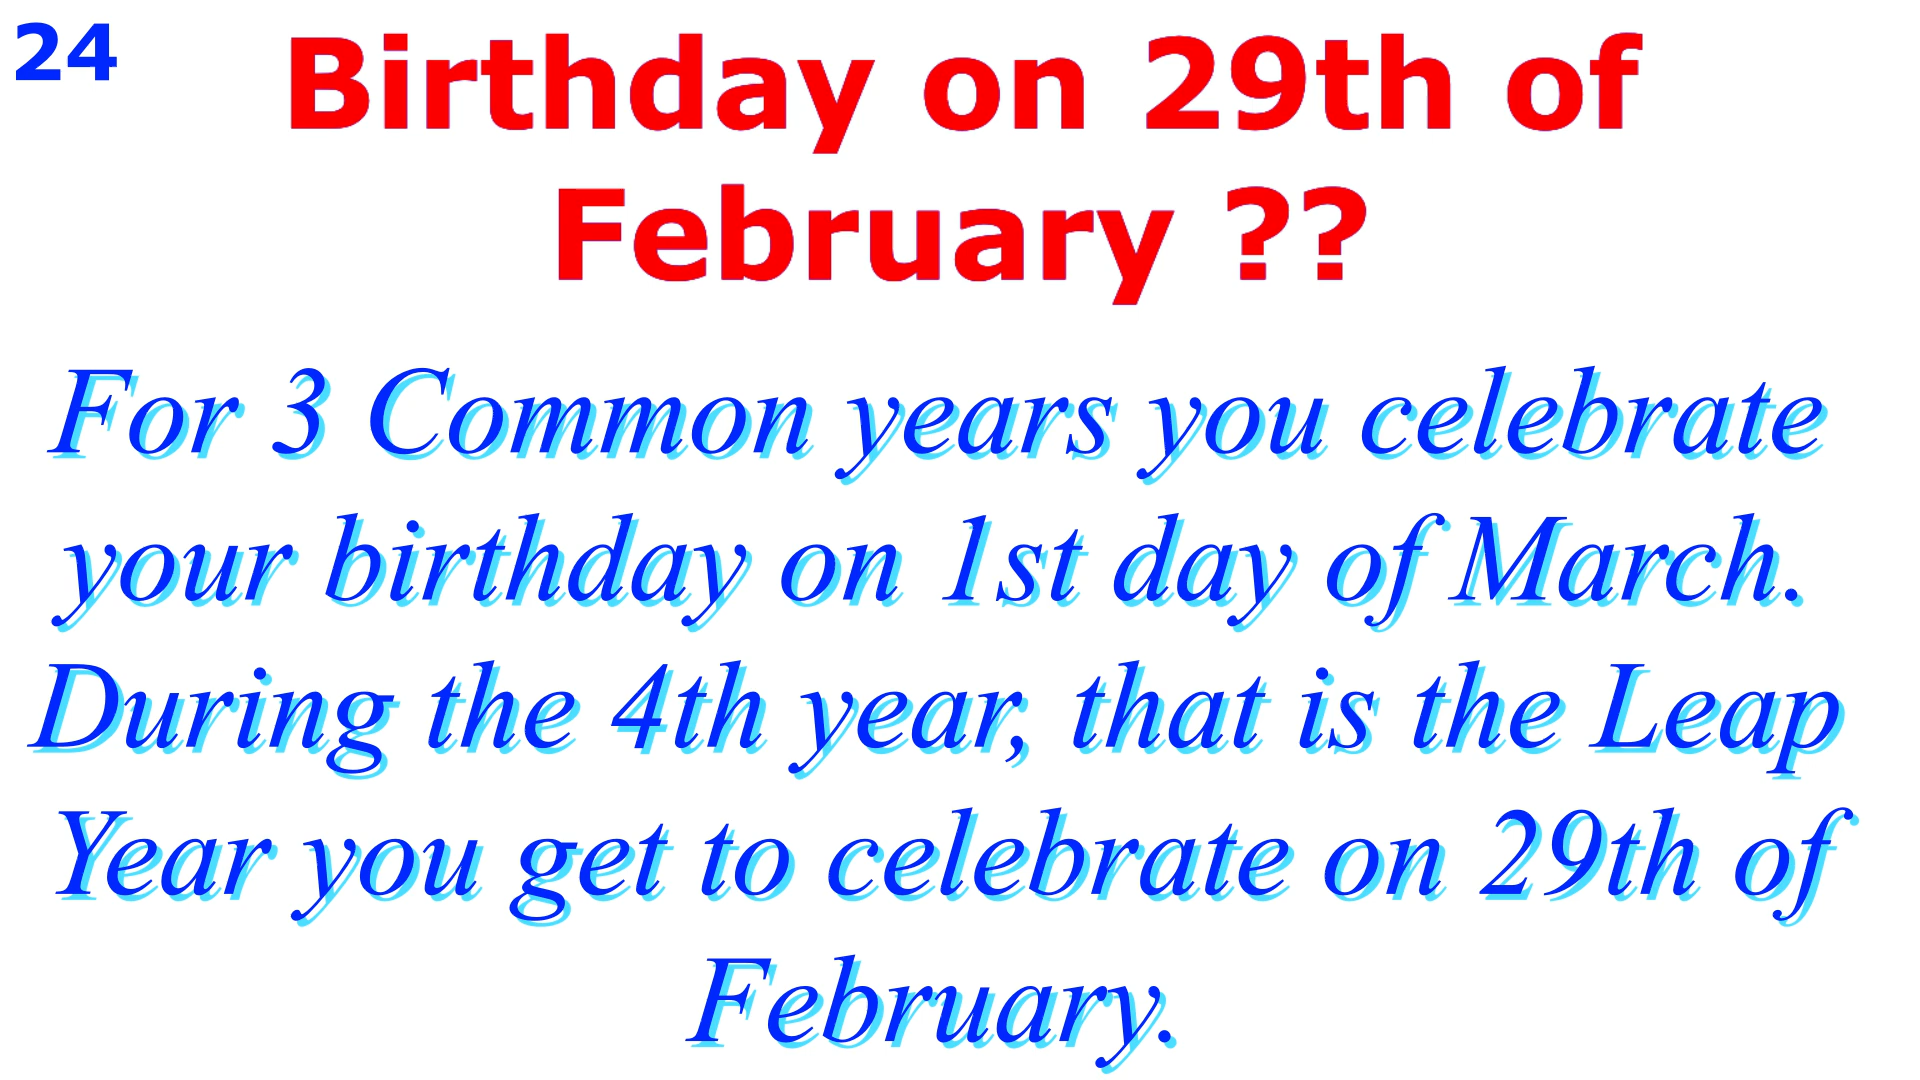 24
Birthday on 29th of
February ??
For 3 Common years you celebrate
your birthday on 1st day of March.
During the 4th year, that is the Leap
Year you get to celebrate on 29th of
February.